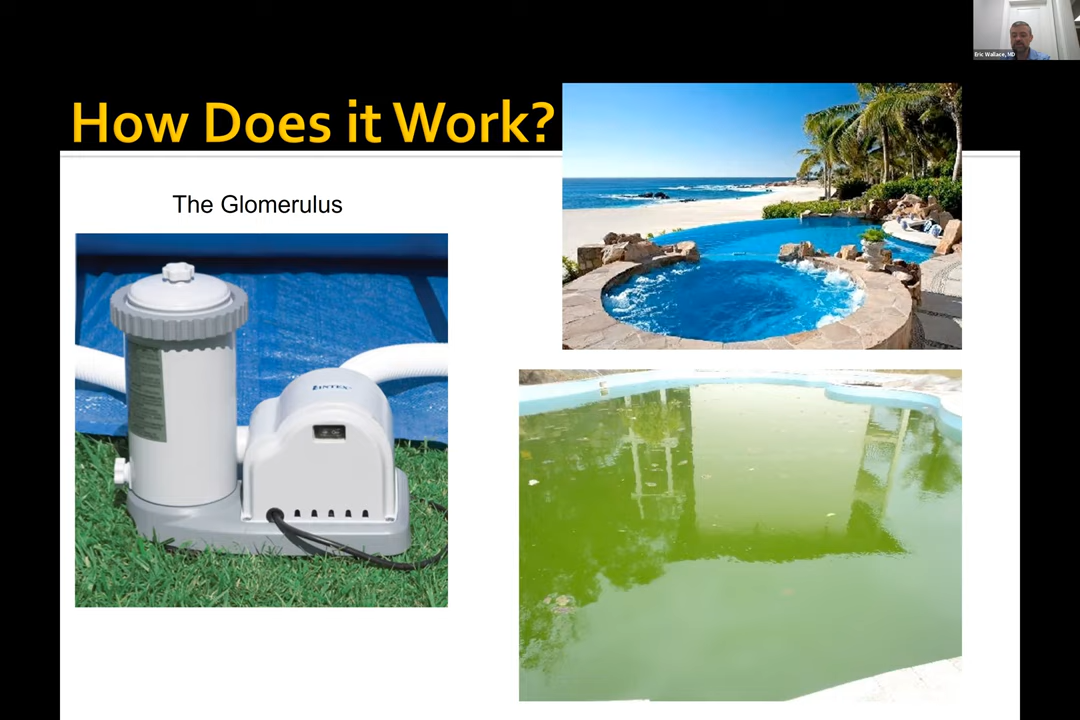 Eric Wallace, MD
How Does it Work?
The Glomerulus
INTEX